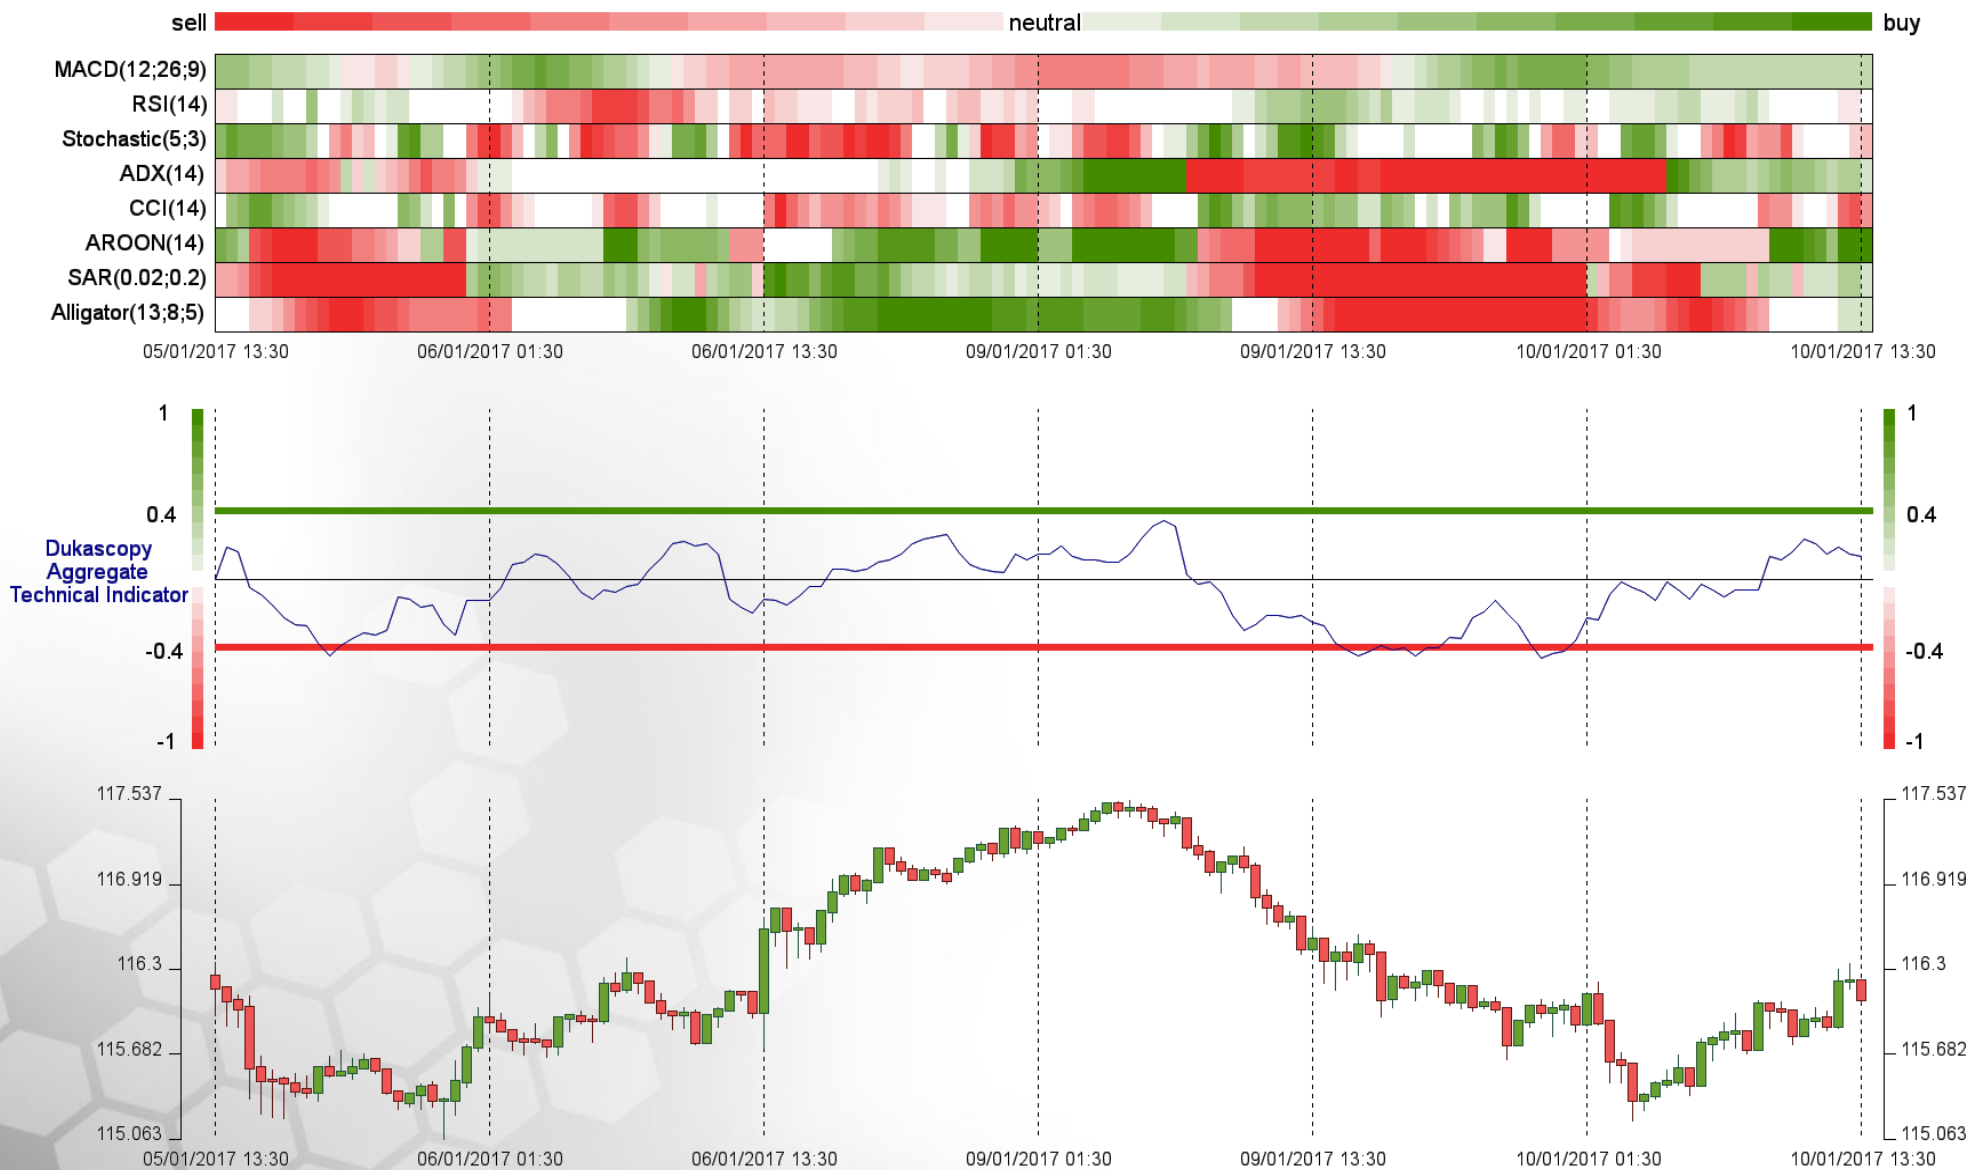 sell neutral buy
MACD(12;26;9)
RSI(14)
Stochastic(5;3)
ADX(14)
CCI(14)
AROON(14)
SAR(0.02;0.2)
Alligator(13;8;5)
05/01/2017 13:30 06/01/2017 01:30 06/01/2017 13:30 09/01/2017 01:30 09/01/2017 13:30 10/01/2017 01:30 10/01/2017 13:30
1 1
0.4 0.4
Dukascopy
Aggregate
Technical Indicator
-0.4 -0.4
-1 -1
117.537 117.537
116.919 116.919
116.3 116.3
115.682 115.682
115.063 115.063
05/01/2017 13:30 06/01/2017 01:30 06/01/2017 13:30 09/01/2017 01:30 09/01/2017 13:30 10/01/2017 01:30 10/01/2017 13:30